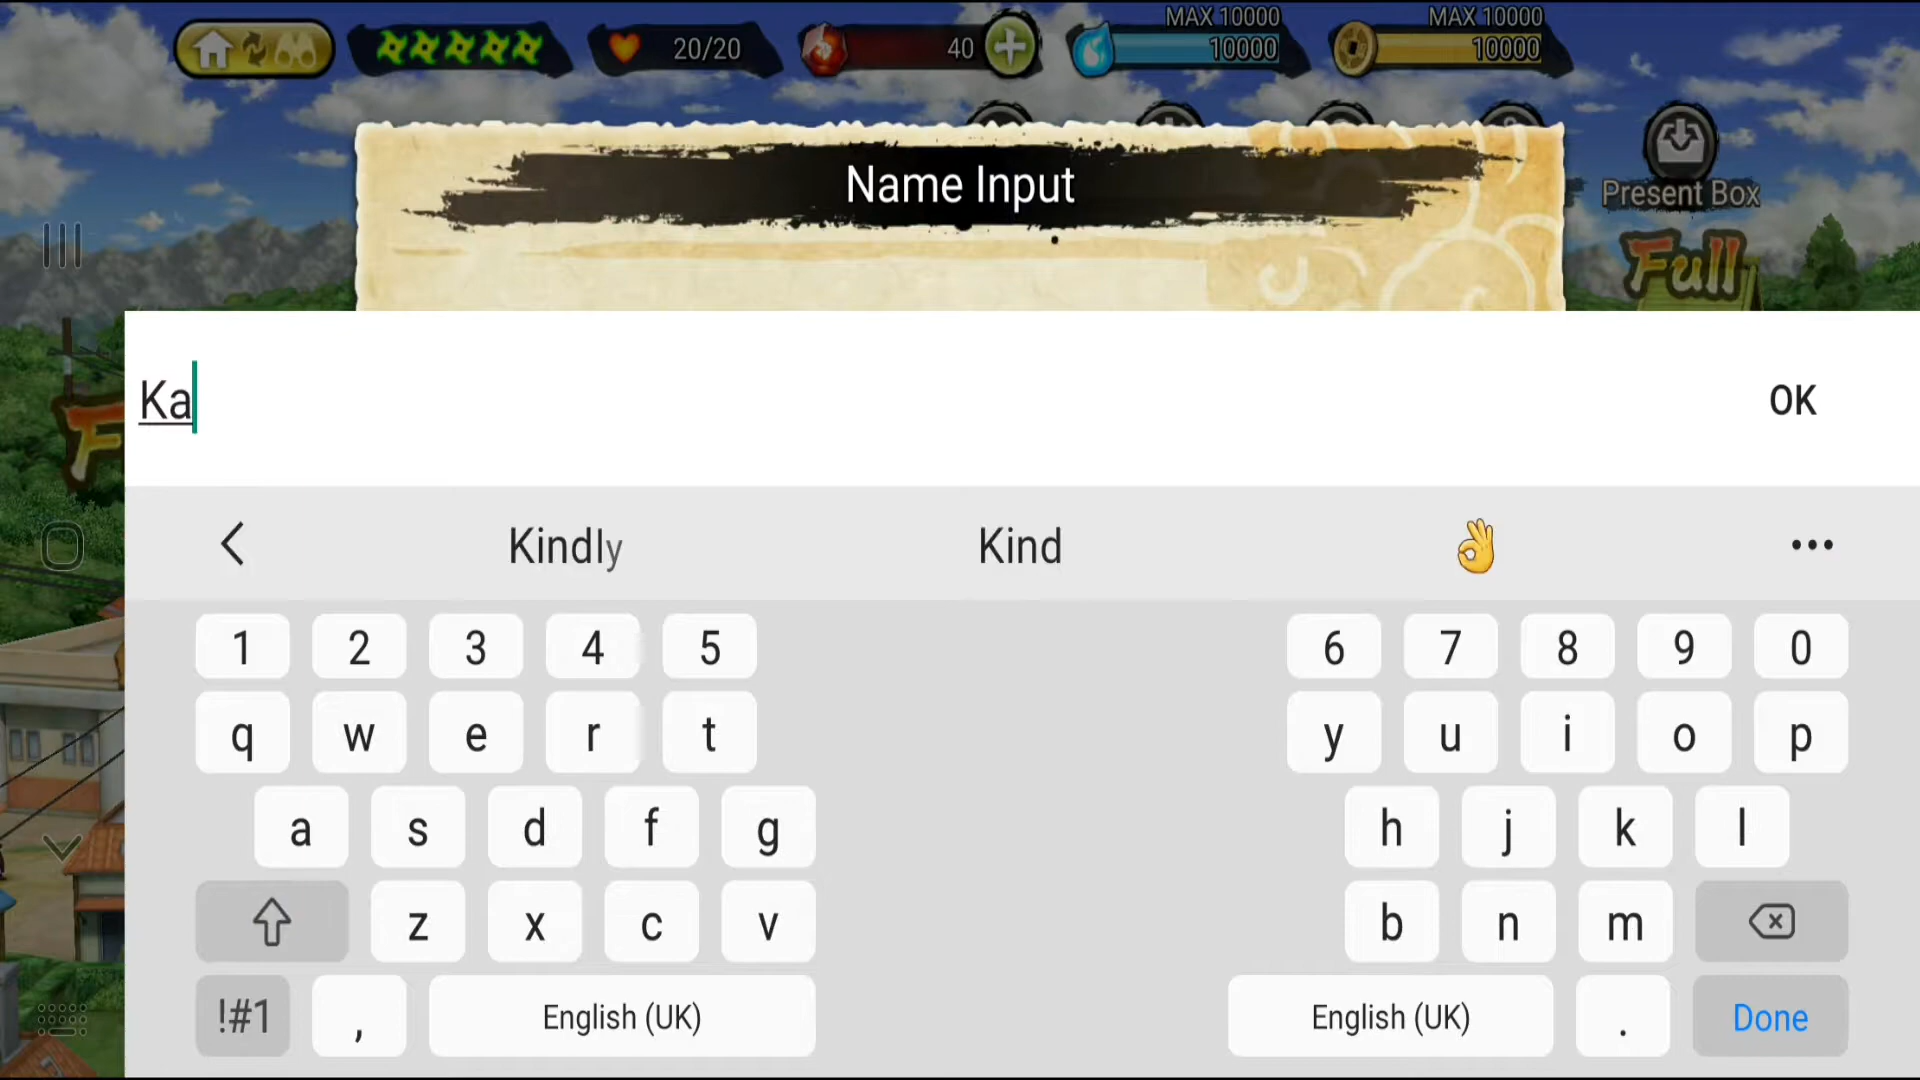 MAX 10000 MAX 10000
20/20 40 10000 10000
Name Input
Present Box
Full
F
Ka
OK
Kindly Kind
1 2 3 4 5 6 7 8 9 0
q w e r t y u i o p
a s d f g h j k l
z x c v b n m
!#1 , English (UK) English (UK) . Done